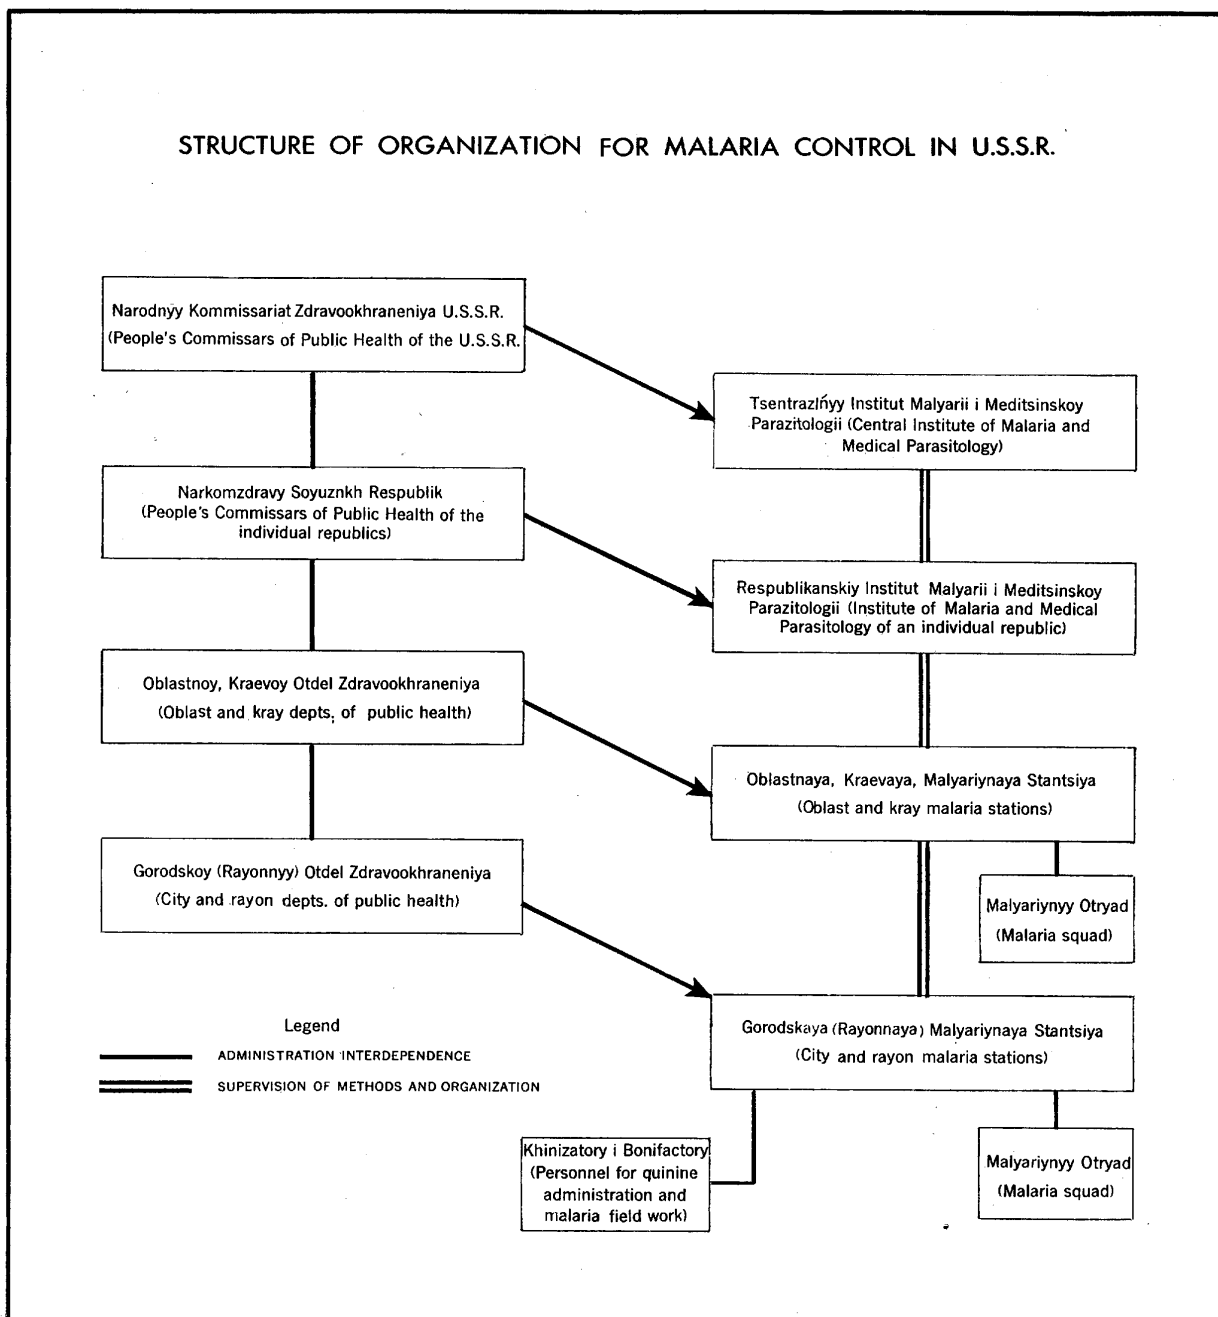 STRUCTURE OF ORGANIZATION FOR MALARIA CONTROL IN U.S.S.R.
Narodnyy Kommissariat Zdravookhraneniya U.S.S.R.
(People's Commissars of Public Health of the U.S.S.R.
Tsentrazlńyy Institut Malyarii i Meditsinskoy
Parazitologii (Central Institute of Malaria and
Medical Parasitology)
Narkomzdravy Soyuznkh Respublik
(People's Commissars of Public Health of the
individual republics)
Respublikanskiy Institut Malyarii i Meditsinskoy
Parazitologii (Institute of Malaria and Medical
Parasitology of an individual republic)
Oblastnoy, Kraevoy Otdel Zdravookhraneniya
(Oblast and kray depts. of public health)
Oblastnaya, Kraevaya, Malyariynaya Stantsiya
(Oblast and kray malaria stations)
Gorodskoy (Rayonnyy) Otdel Zdravookhraneniya
(City and rayon depts. of public health)
Malyariynyy Otryad
(Malaria squad)
Gorodskaya (Rayonnaya) Malyariynaya Stantsiya
(City and rayon malaria stations)
Legend
ADMINISTRATION INTERDEPENDENCE
SUPERVISION OF METHODS AND ORGANIZATION
Khinizatory i Bonifactory
(Personnel for quinine
administration and
malaria field work)
Malyariynyy Otryad
(Malaria squad)